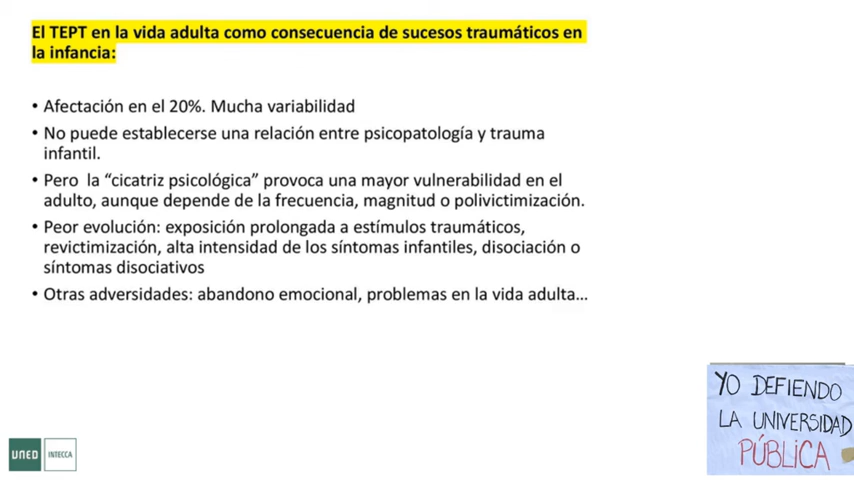 El TEPT en la vida adulta como consecuencia de sucesos traumáticos en
la infancia:
• Afectación en el 20%. Mucha variabilidad
• No puede establecerse una relación entre psicopatología y trauma
infantil.
• Pero la “cicatriz psicológica” provoca una mayor vulnerabilidad en el
adulto, aunque depende de la frecuencia, magnitud o polivictimización.
• Peor evolución: exposición prolongada a estímulos traumáticos,
revictimización, alta intensidad de los síntomas infantiles, disociación o
síntomas disociativos
• Otras adversidades: abandono emocional, problemas en la vida adulta...
YO DEFIENDO
LA UNIVERSIDAD
PÚBLICA
UNED INTECCA